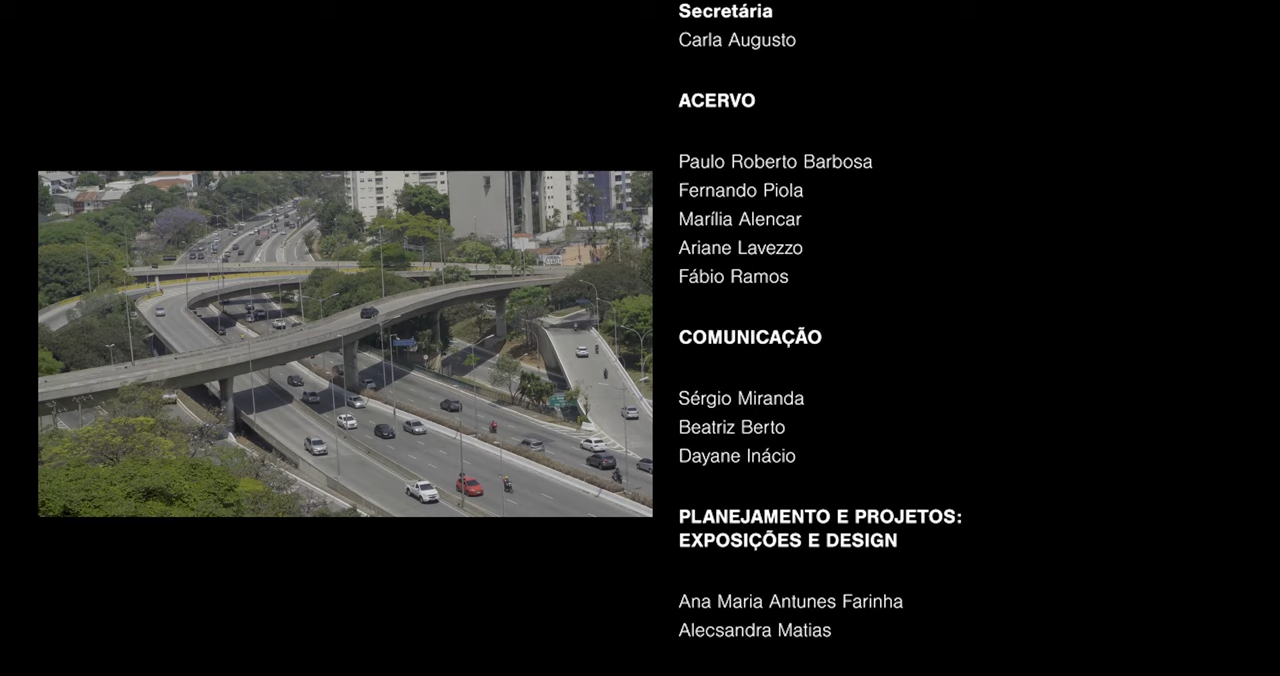 Secretária
Carla Augusto
ACERVO
Paulo Roberto Barbosa
Fernando Piola
Marília Alencar
Ariane Lavezzo
Fábio Ramos
COMUNICAÇÃO
Sérgio Miranda
Beatriz Berto
Dayane Inácio
PLANEJAMENTO E PROJETOS:
EXPOSIÇÕES E DESIGN
Ana Maria Antunes Farinha
Alecsandra Matias